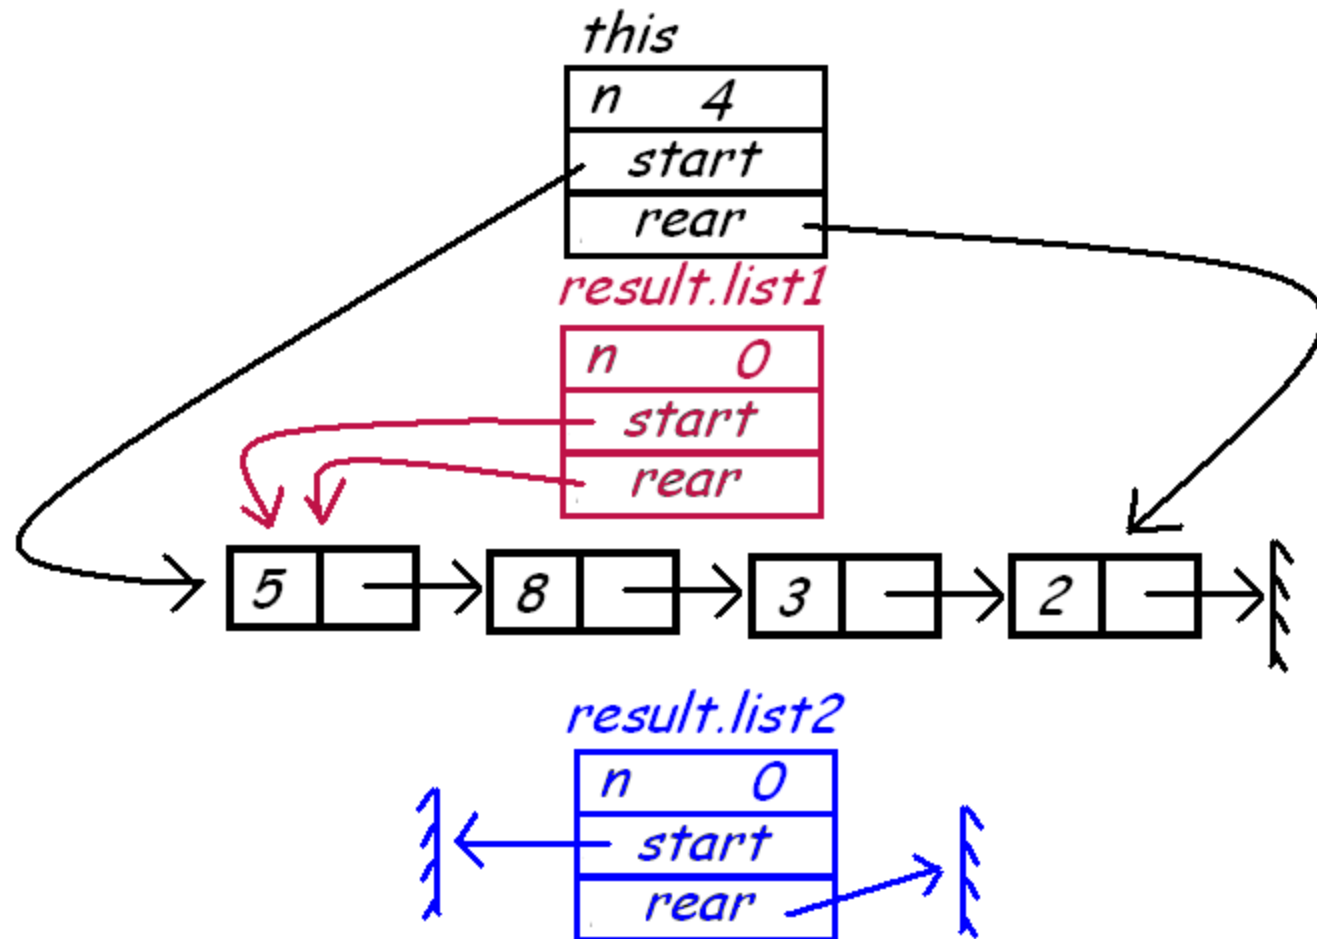 this
n 4
start
rear
result.list1
n 0
start
rear
5 8 3 2
result.list2
n 0
start
rear